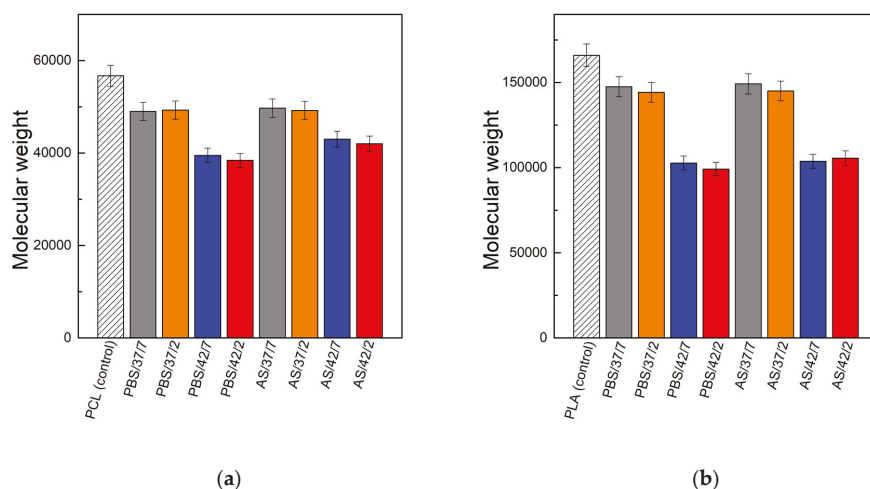 Molecular weight
60000
40000
20000
0
PCL (control)
PBS/37/7
PBS/37/2
PBS/42/7
PBS/42/2
AS/37/7
AS/37/2
AS/42/7
AS/42/2
(a)
Molecular weight
150000
100000
50000
0
PLA (control)
PBS/37/7
PBS/37/2
PBS/42/7
PBS/42/2
AS/37/7
AS/37/2
AS/42/7
AS/42/2
(b)